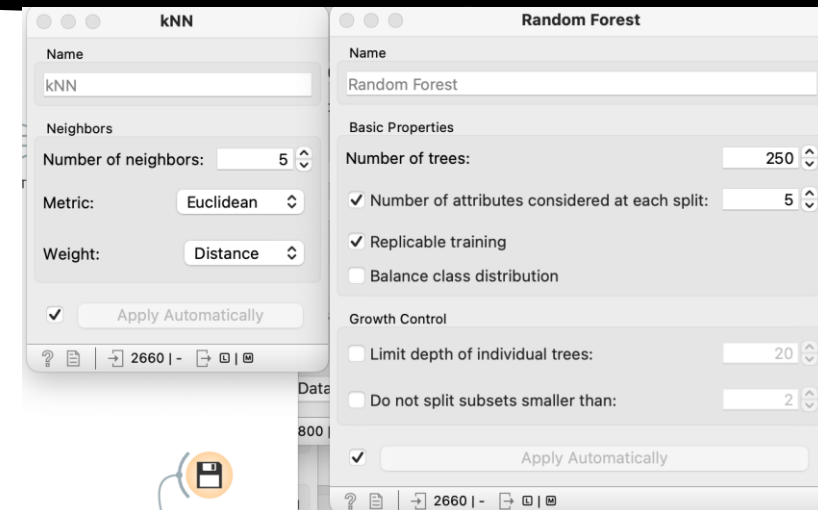 kNN
Name
kNN
Neighbors
Number of neighbors: 5
Metric: Euclidean
Weight: Distance
Apply Automatically
? 2660 | - L | M
Random Forest
Name
Random Forest
Basic Properties
Number of trees: 250
Number of attributes considered at each split: 5
Replicable training
Balance class distribution
Growth Control
Limit depth of individual trees: 20
Do not split subsets smaller than: 2
Apply Automatically
? 2660 | - L | M
Data
800 |